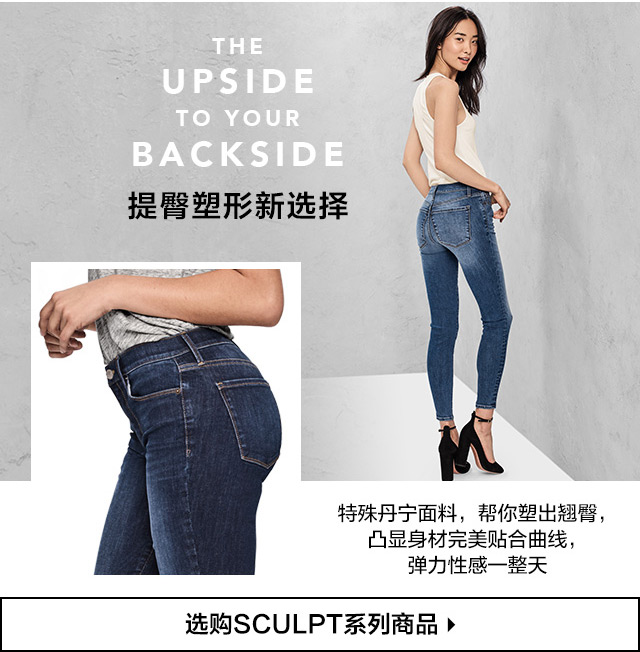 THE
UPSIDE
TO YOUR
BACKSIDE
提臀塑形新选择
特殊丹宁面料，帮你塑出翘臀，
凸显身材完美贴合曲线，
弹力性感一整天
选购SCULPT系列商品